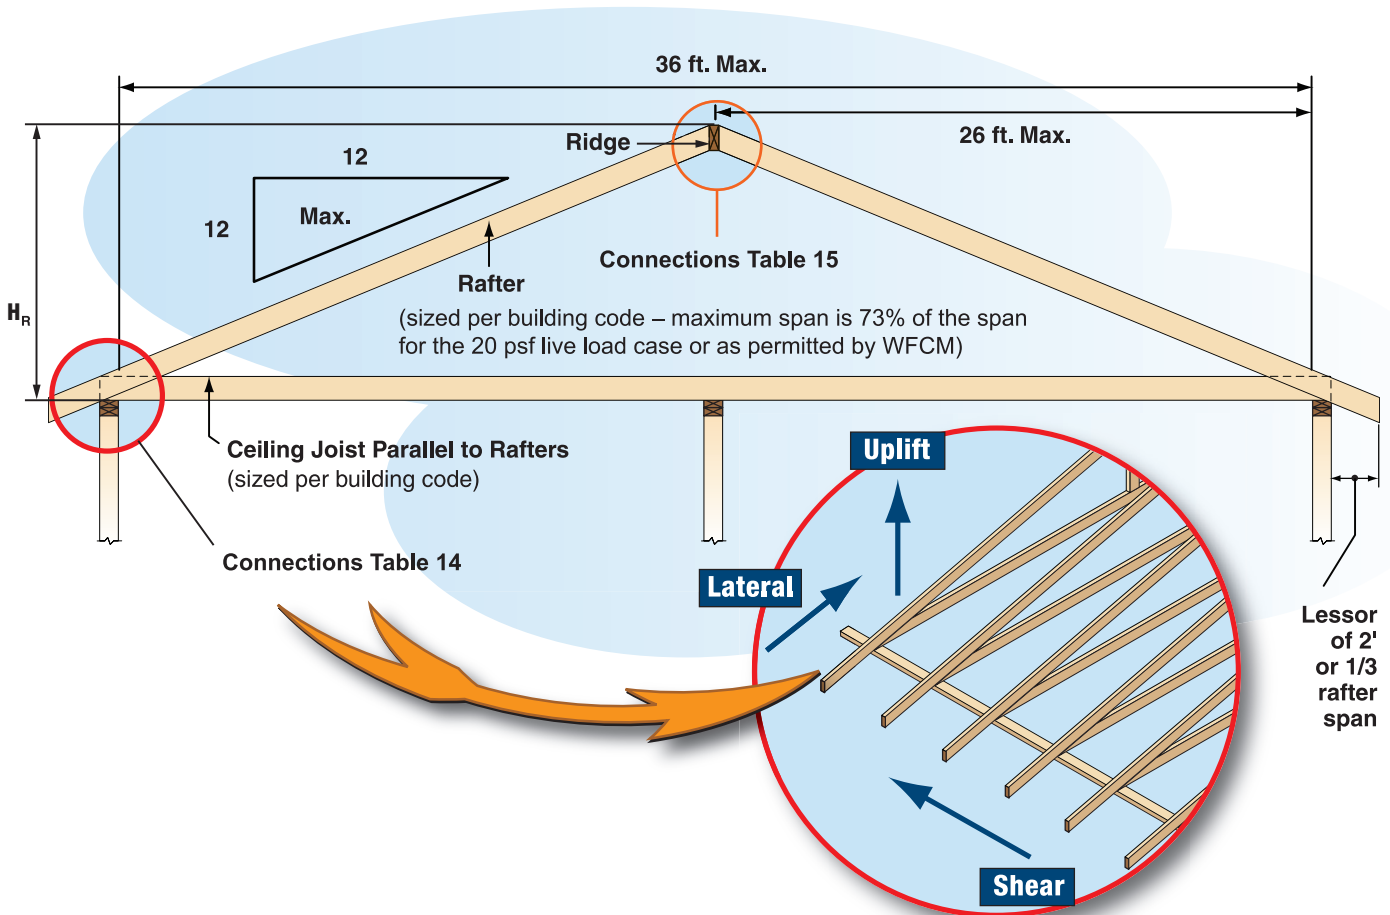 36 ft. Max.
26 ft. Max.
Ridge
12
12
Max.
Connections Table 15
Rafter
(sized per building code – maximum span is 73% of the span
for the 20 psf live load case or as permitted by WFCM)
HR
Ceiling Joist Parallel to Rafters
(sized per building code)
Connections Table 14
Uplift
Lateral
Shear
Lessor
of 2'
or 1/3
rafter
span